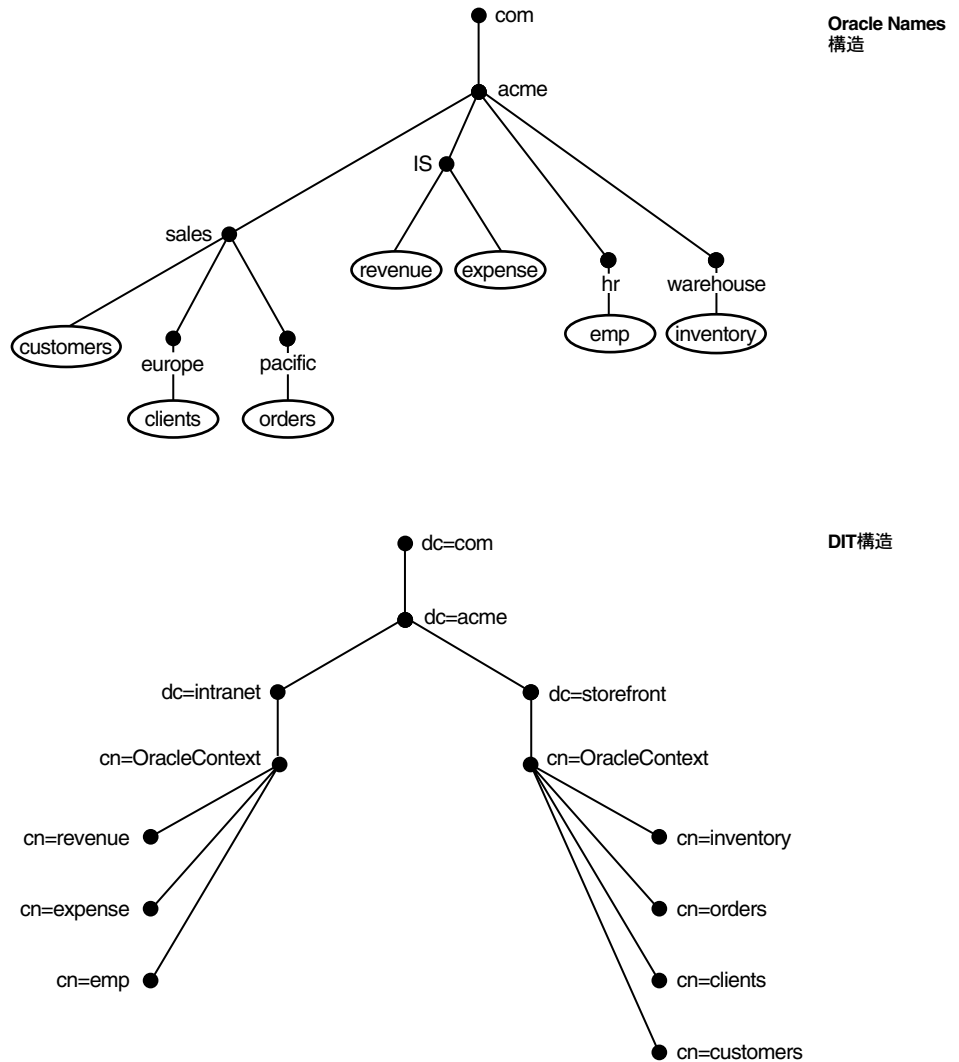 com
Oracle Names
構造
acme
IS
sales
revenue
expense
hr
warehouse
customers
emp
inventory
europe
pacific
clients
orders
dc=com
DIT構造
dc=acme
dc=intranet
dc=storefront
cn=OracleContext
cn=OracleContext
cn=revenue
cn=inventory
cn=expense
cn=orders
cn=emp
cn=clients
cn=customers